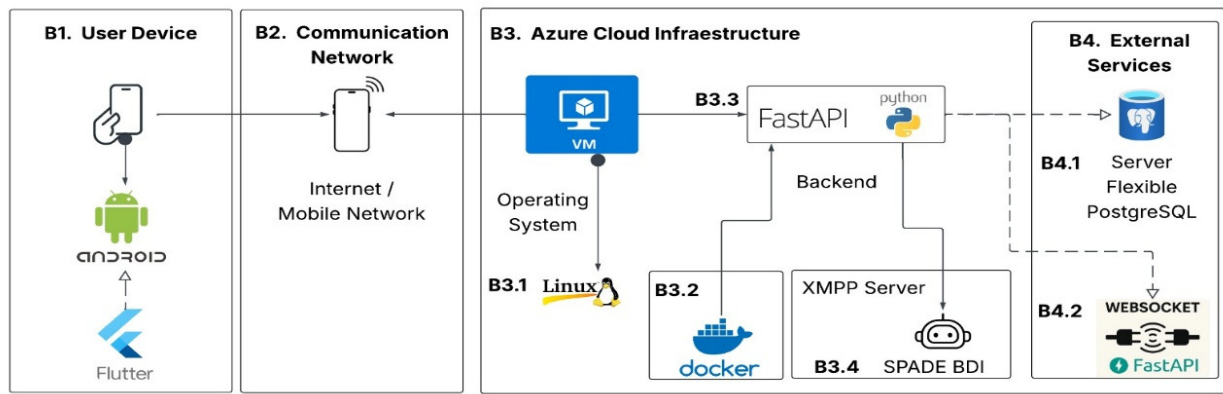 B1. User Device
ANDROID
Flutter
B2. Communication
Network
Internet /
Mobile Network
B3. Azure Cloud Infraestructure
VM
Operating
System
B3.1
Linux
B3.2
docker
B3.3
FastAPI
python
Backend
XMPP Server
B3.4
SPADE BDI
B4. External
Services
B4.1
Server
Flexible
PostgreSQL
B4.2
WEBSOCKET
FastAPI